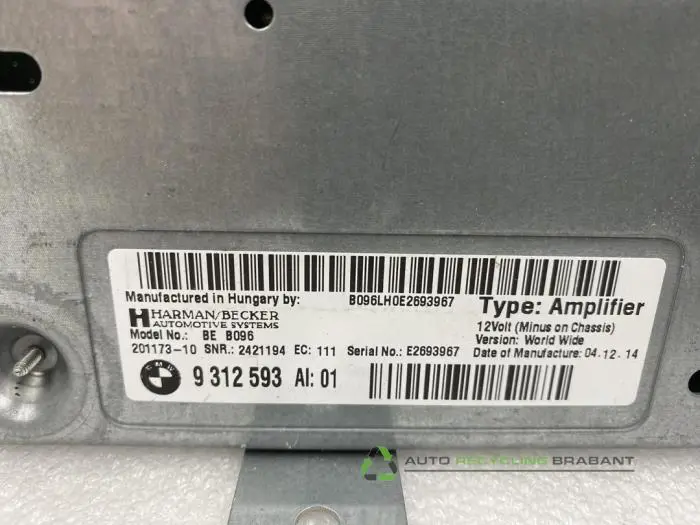 Manufactured in Hungary by: B096LH0E2693967 Type: Amplifier
HARMAN/BECKER
AUTOMOTIVE SYSTEMS
12Volt (Minus on Chassis)
Model No.: BE B096 Version: World Wide
201173-10 SNR.: 2421194 EC: 111 Serial No.: E2693967 Date of Manufacture: 04.12.14
BMW 9 312 593 AI: 01
AUTO RECYCLING BRABANT